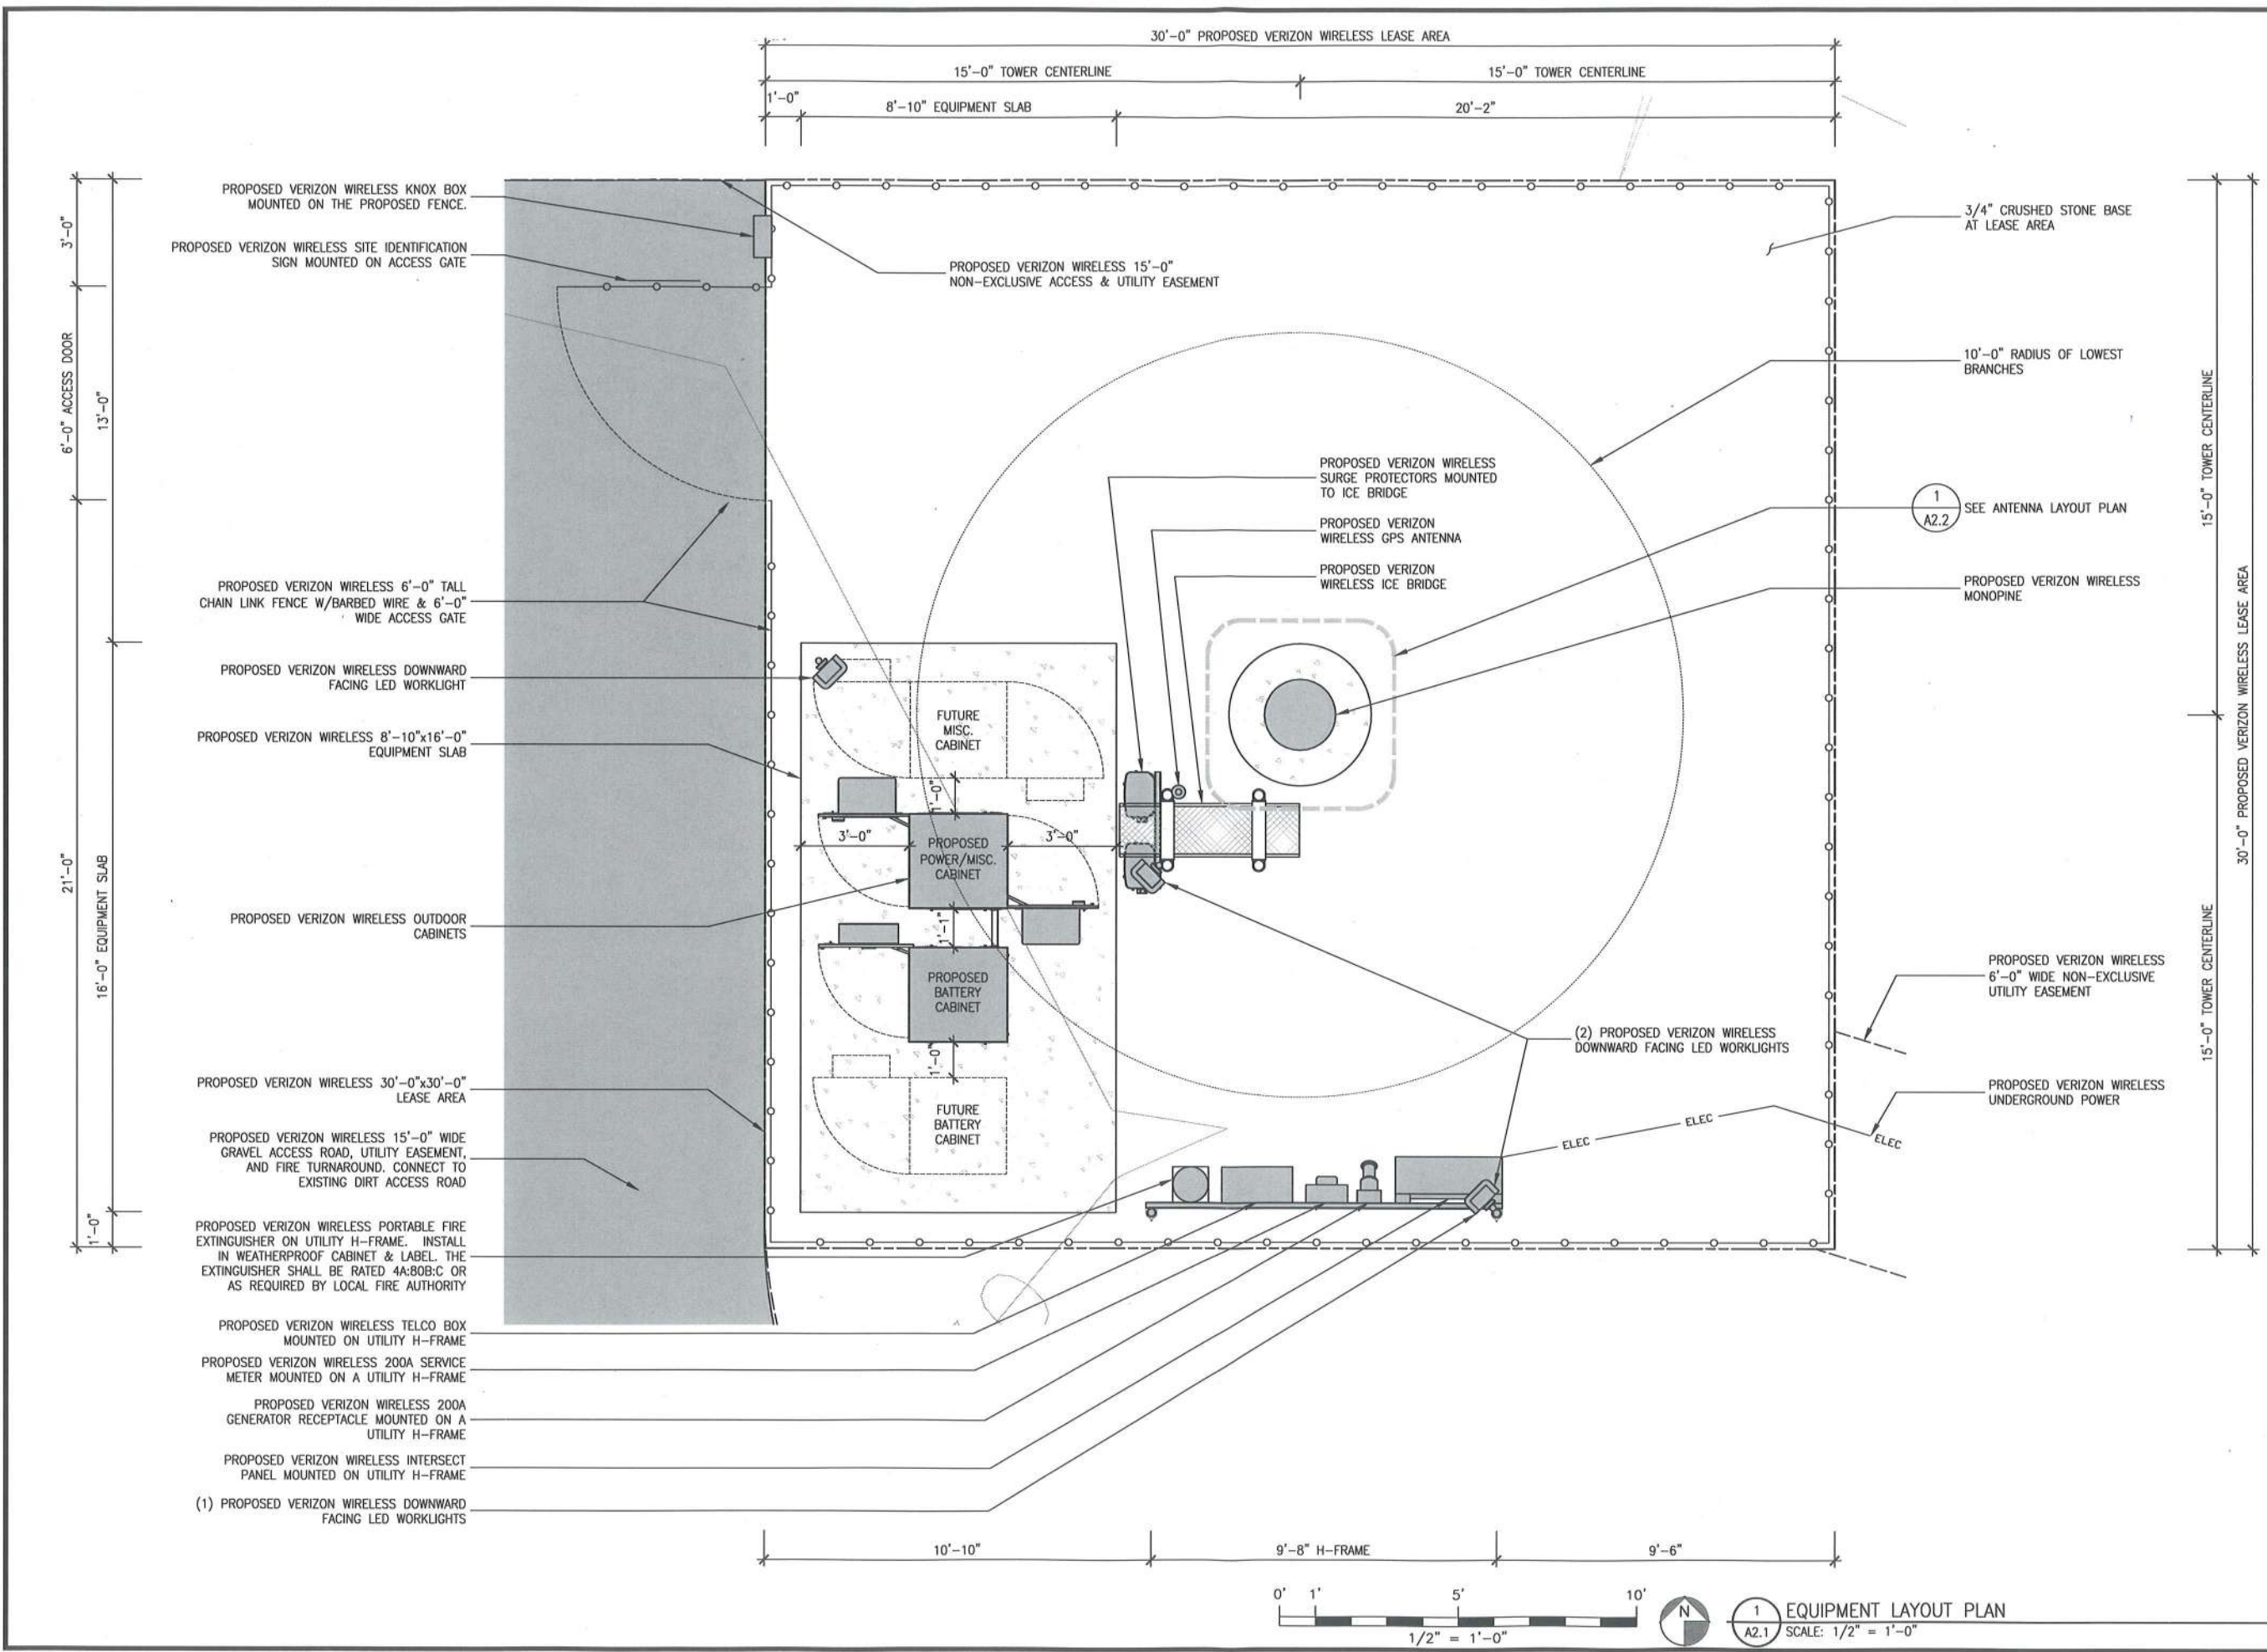 30'-0" PROPOSED VERIZON WIRELESS LEASE AREA
15'-0" TOWER CENTERLINE
15'-0" TOWER CENTERLINE
1'-0"
8'-10" EQUIPMENT SLAB
20'-2"
3'-0"
6'-0" ACCESS DOOR
13'-0"
21'-0"
16'-0" EQUIPMENT SLAB
1'-0"
PROPOSED VERIZON WIRELESS KNOX BOX
MOUNTED ON THE PROPOSED FENCE.
PROPOSED VERIZON WIRELESS SITE IDENTIFICATION
SIGN MOUNTED ON ACCESS GATE
PROPOSED VERIZON WIRELESS 6'-0" TALL
CHAIN LINK FENCE W/BARBED WIRE & 6'-0"
WIDE ACCESS GATE
PROPOSED VERIZON WIRELESS DOWNWARD
FACING LED WORKLIGHT
PROPOSED VERIZON WIRELESS 8'-10"x16'-0"
EQUIPMENT SLAB
PROPOSED VERIZON WIRELESS OUTDOOR
CABINETS
PROPOSED VERIZON WIRELESS 30'-0"x30'-0"
LEASE AREA
PROPOSED VERIZON WIRELESS 15'-0" WIDE
GRAVEL ACCESS ROAD, UTILITY EASEMENT,
AND FIRE TURNAROUND. CONNECT TO
EXISTING DIRT ACCESS ROAD
PROPOSED VERIZON WIRELESS PORTABLE FIRE
EXTINGUISHER ON UTILITY H-FRAME. INSTALL
IN WEATHERPROOF CABINET & LABEL. THE
EXTINGUISHER SHALL BE RATED 4A:80B:C OR
AS REQUIRED BY LOCAL FIRE AUTHORITY
PROPOSED VERIZON WIRELESS TELCO BOX
MOUNTED ON UTILITY H-FRAME
PROPOSED VERIZON WIRELESS 200A SERVICE
METER MOUNTED ON A UTILITY H-FRAME
PROPOSED VERIZON WIRELESS 200A
GENERATOR RECEPTACLE MOUNTED ON A
UTILITY H-FRAME
PROPOSED VERIZON WIRELESS INTERSECT
PANEL MOUNTED ON UTILITY H-FRAME
(1) PROPOSED VERIZON WIRELESS DOWNWARD
FACING LED WORKLIGHTS
PROPOSED VERIZON WIRELESS 15'-0"
NON-EXCLUSIVE ACCESS & UTILITY EASEMENT
PROPOSED VERIZON WIRELESS
SURGE PROTECTORS MOUNTED
TO ICE BRIDGE
PROPOSED VERIZON
WIRELESS GPS ANTENNA
PROPOSED VERIZON
WIRELESS ICE BRIDGE
FUTURE
MISC.
CABINET
1'-0"
3'-0"
3'-0"
PROPOSED
POWER/MISC.
CABINET
1'-1"
PROPOSED
BATTERY
CABINET
1'-0"
FUTURE
BATTERY
CABINET
(2) PROPOSED VERIZON WIRELESS
DOWNWARD FACING LED WORKLIGHTS
ELEC
ELEC
ELEC
3/4" CRUSHED STONE BASE
AT LEASE AREA
10'-0" RADIUS OF LOWEST
BRANCHES
1
A2.2
SEE ANTENNA LAYOUT PLAN
PROPOSED VERIZON WIRELESS
MONOPINE
PROPOSED VERIZON WIRELESS
6'-0" WIDE NON-EXCLUSIVE
UTILITY EASEMENT
PROPOSED VERIZON WIRELESS
UNDERGROUND POWER
15'-0" TOWER CENTERLINE
15'-0" TOWER CENTERLINE
30'-0" PROPOSED VERIZON WIRELESS LEASE AREA
10'-10"
9'-8" H-FRAME
9'-6"
0' 1' 5' 10'
1/2" = 1'-0"
N
1
A2.1
EQUIPMENT LAYOUT PLAN
SCALE: 1/2" = 1'-0"